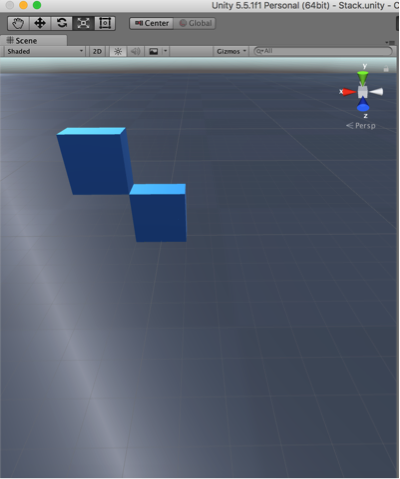 Unity 5.5.1f1 Personal (64bit) - Stack.unity - C
Center Global
Scene
Shaded 2D Gizmos All
y
x
z
Persp